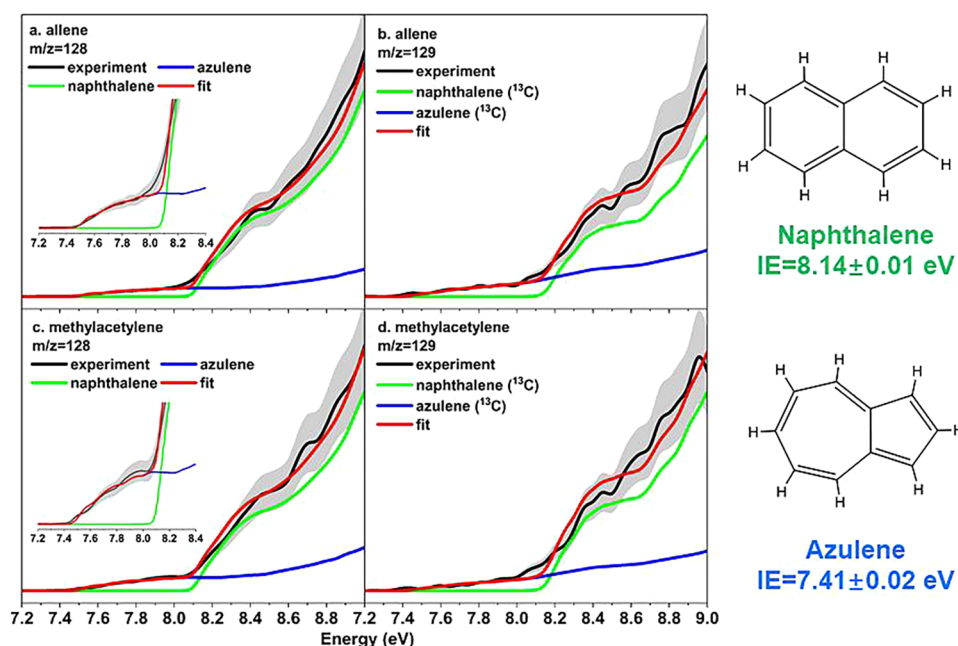 a. allene
m/z=128
experiment azulene
naphthalene fit
7.2 7.4 7.6 7.8 8.0 8.2 8.4
b. allene
m/z=129
experiment
naphthalene (¹³C)
azulene (¹³C)
fit
c. methylacetylene
m/z=128
experiment azulene
naphthalene fit
7.2 7.4 7.6 7.8 8.0 8.2 8.4
d. methylacetylene
m/z=129
experiment
naphthalene (¹³C)
azulene (¹³C)
fit
7.2 7.4 7.6 7.8 8.0 8.2 8.4 8.6 8.8 7.2 7.4 7.6 7.8 8.0 8.2 8.4 8.6 8.8 9.0
Energy (eV)
H H
H H
H H
H H
Naphthalene
IE=8.14±0.01 eV
H H
H
H H
H
H H
Azulene
IE=7.41±0.02 eV